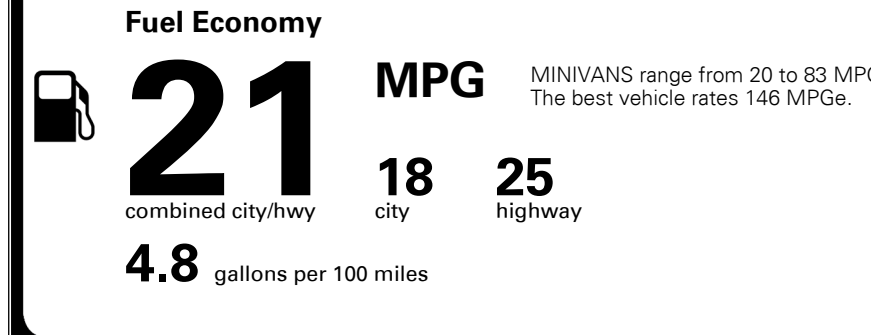 Fuel Economy
21 MPG
MINIVANS range from 20 to 83 MPG
The best vehicle rates 146 MPGe.
18 25
combined city/hwy city highway
4.8 gallons per 100 miles